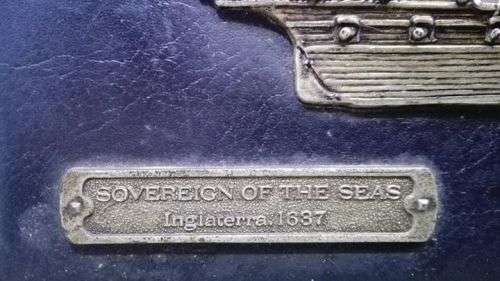 SOVEREIGN OF THE SEAS
Inglaterra.1637